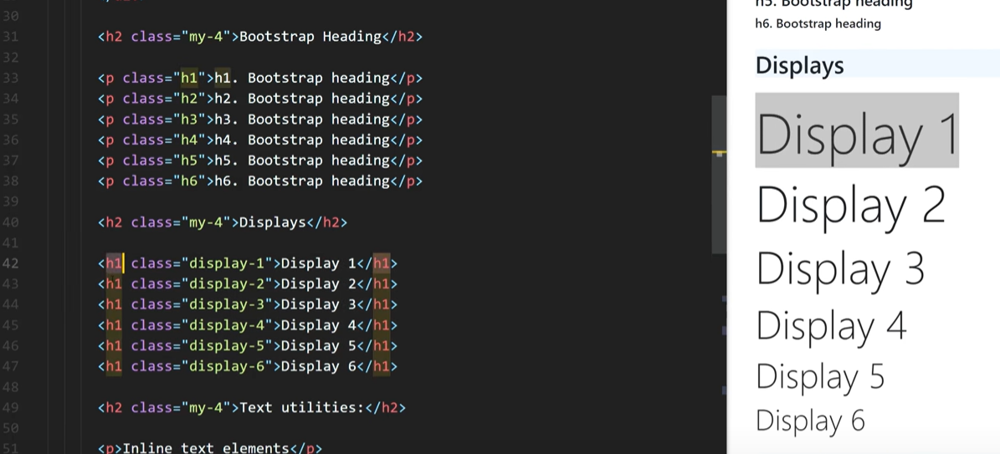 30
31 <h2 class="my-4">Bootstrap Heading</h2>
32
33 <p class="h1">h1. Bootstrap heading</p>
34 <p class="h2">h2. Bootstrap heading</p>
35 <p class="h3">h3. Bootstrap heading</p>
36 <p class="h4">h4. Bootstrap heading</p>
37 <p class="h5">h5. Bootstrap heading</p>
38 <p class="h6">h6. Bootstrap heading</p>
39
40 <h2 class="my-4">Displays</h2>
41
42 <h1 class="display-1">Display 1</h1>
43 <h1 class="display-2">Display 2</h1>
44 <h1 class="display-3">Display 3</h1>
45 <h1 class="display-4">Display 4</h1>
46 <h1 class="display-5">Display 5</h1>
47 <h1 class="display-6">Display 6</h1>
48
49 <h2 class="my-4">Text utilities:</h2>
50
51 <p>Inline text elements</p>
h5. Bootstrap heading
h6. Bootstrap heading
Displays
Display 1
Display 2
Display 3
Display 4
Display 5
Display 6